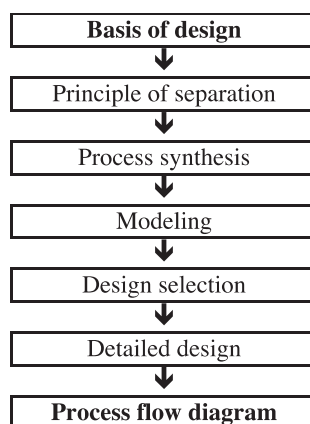 Basis of design
Principle of separation
Process synthesis
Modeling
Design selection
Detailed design
Process flow diagram